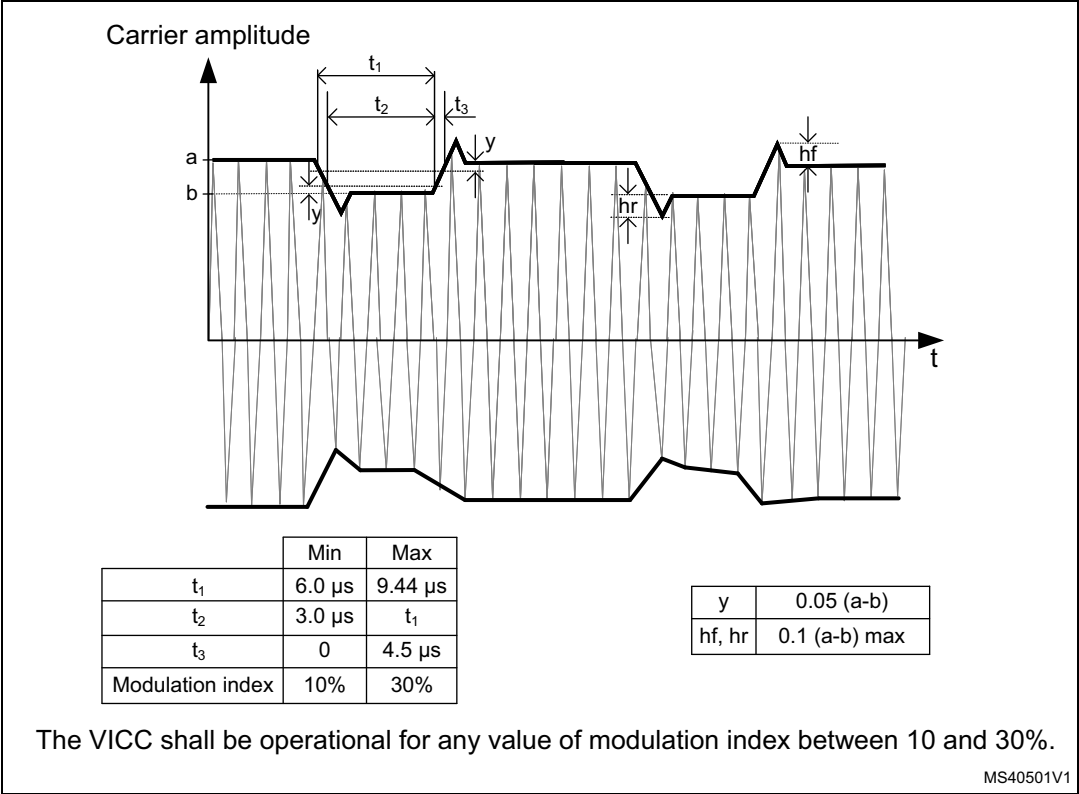 Carrier amplitude
t1
t2
t3
y
hf
a
b
y
hr
t
Min Max
t1 6.0 µs 9.44 µs
t2 3.0 µs t1
t3 0 4.5 µs
Modulation index 10% 30%
y 0.05 (a-b)
hf, hr 0.1 (a-b) max
The VICC shall be operational for any value of modulation index between 10 and 30%.
MS40501V1